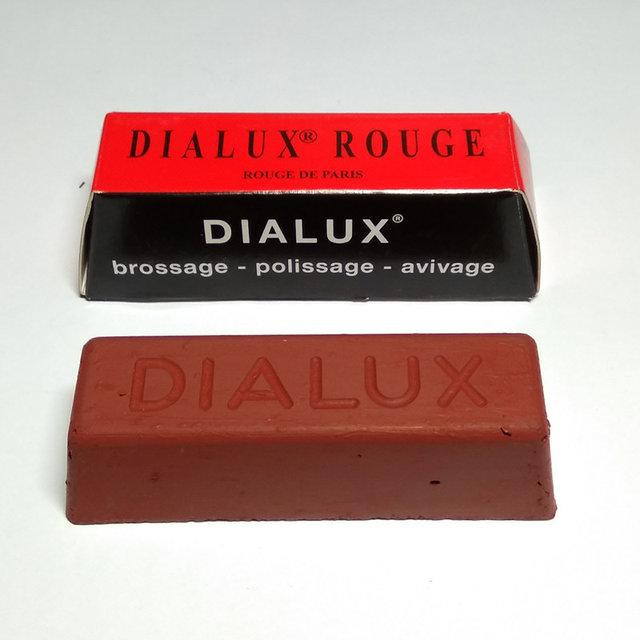 DIALUX® ROUGE
ROUGE DE PARIS
DIALUX®
brossage - polissage - avivage
DIALUX